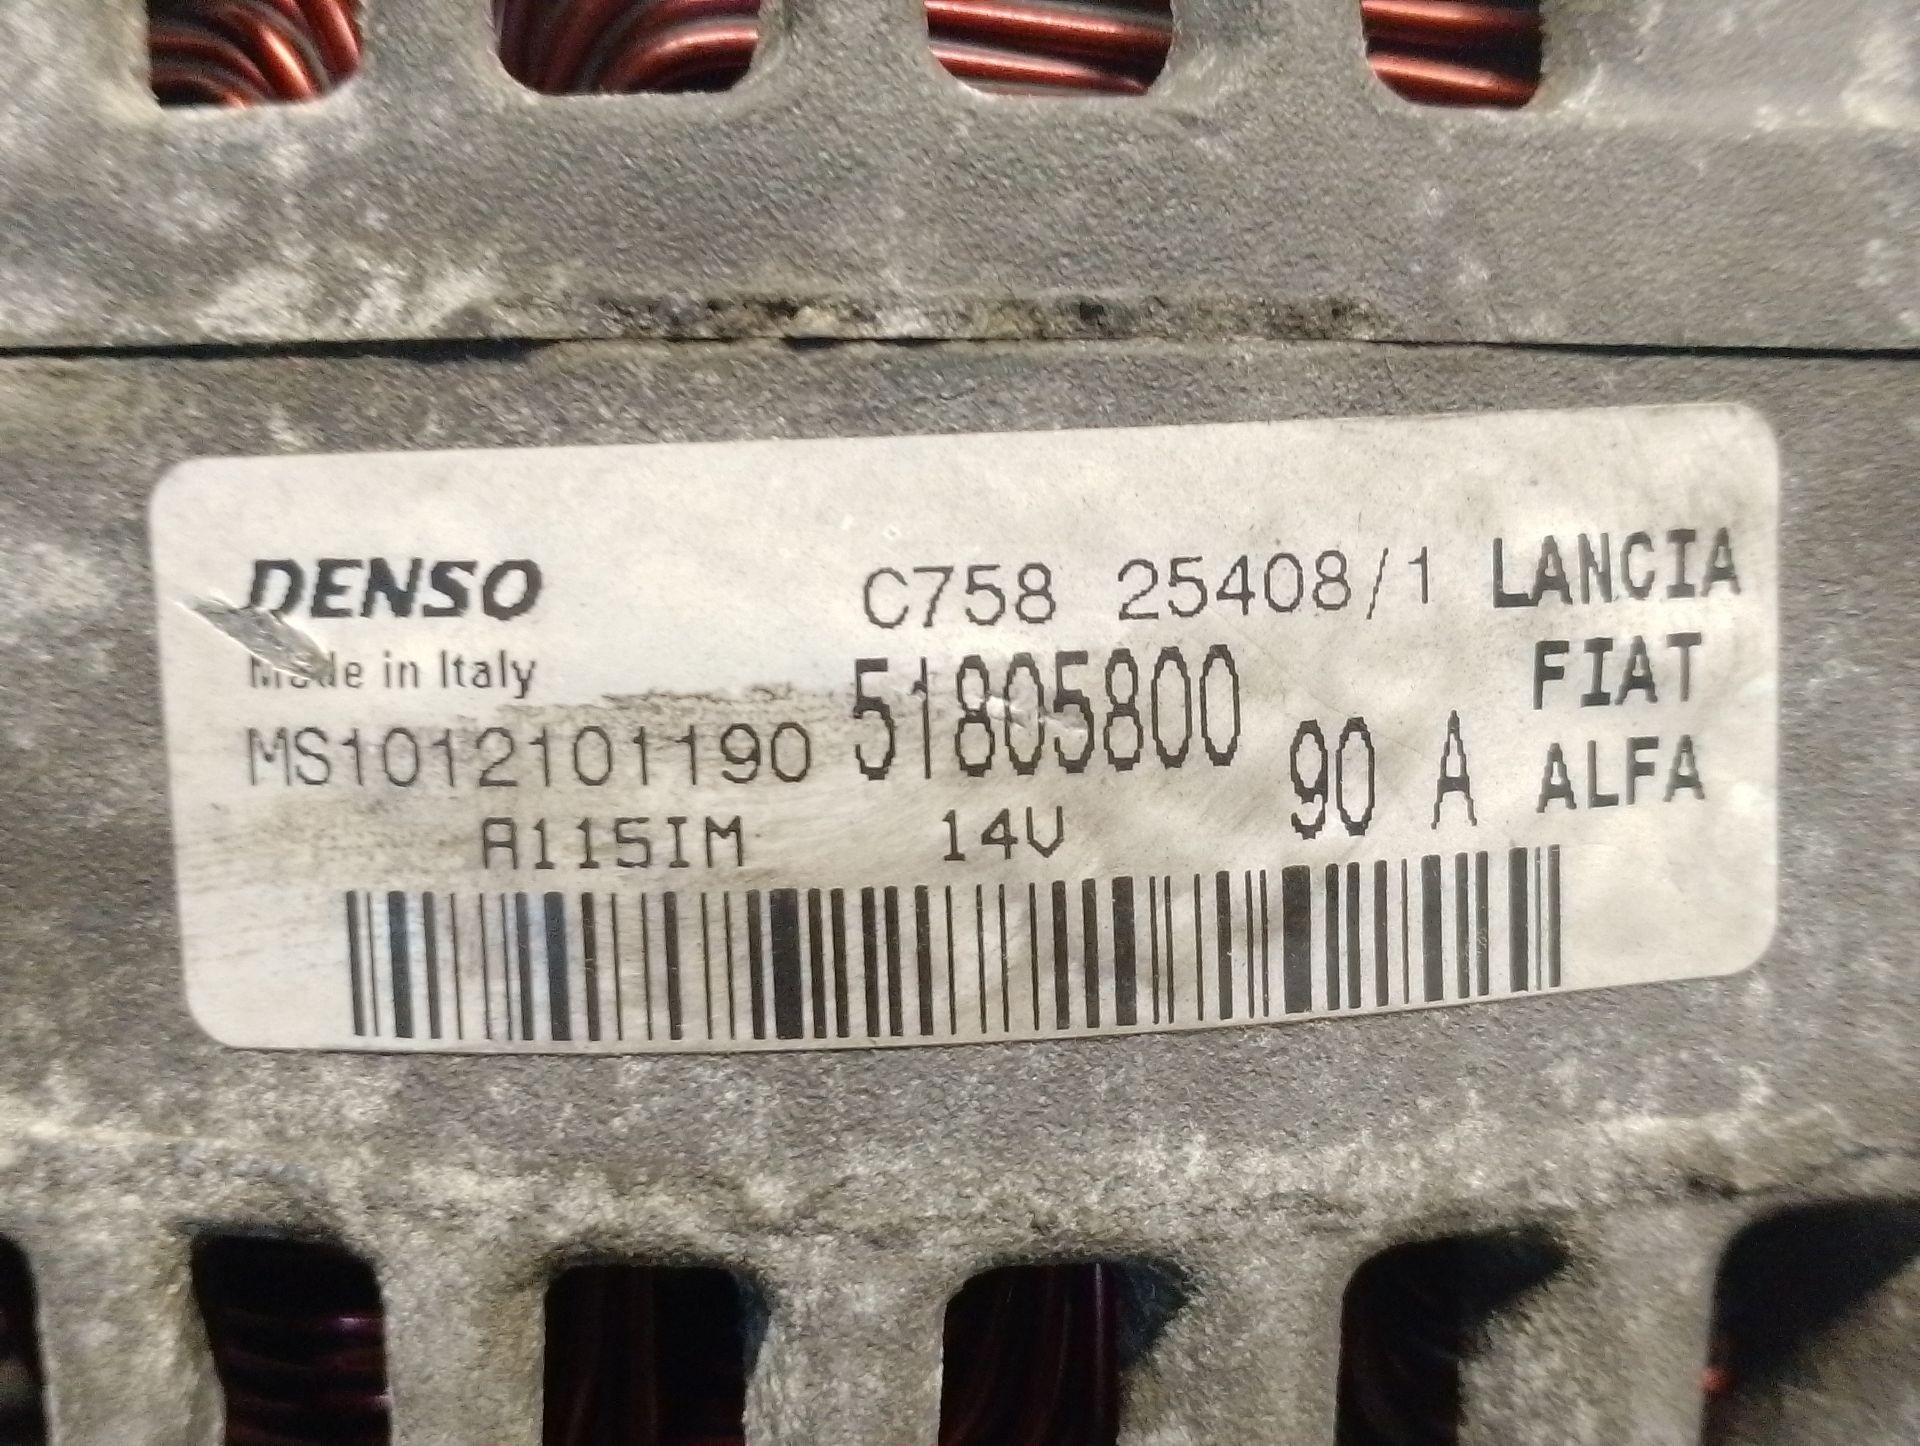 DENSO
Made in Italy
MS1012101190
A115IM
C758 25408/1
51805800
14V
90 A
LANCIA
FIAT
ALFA